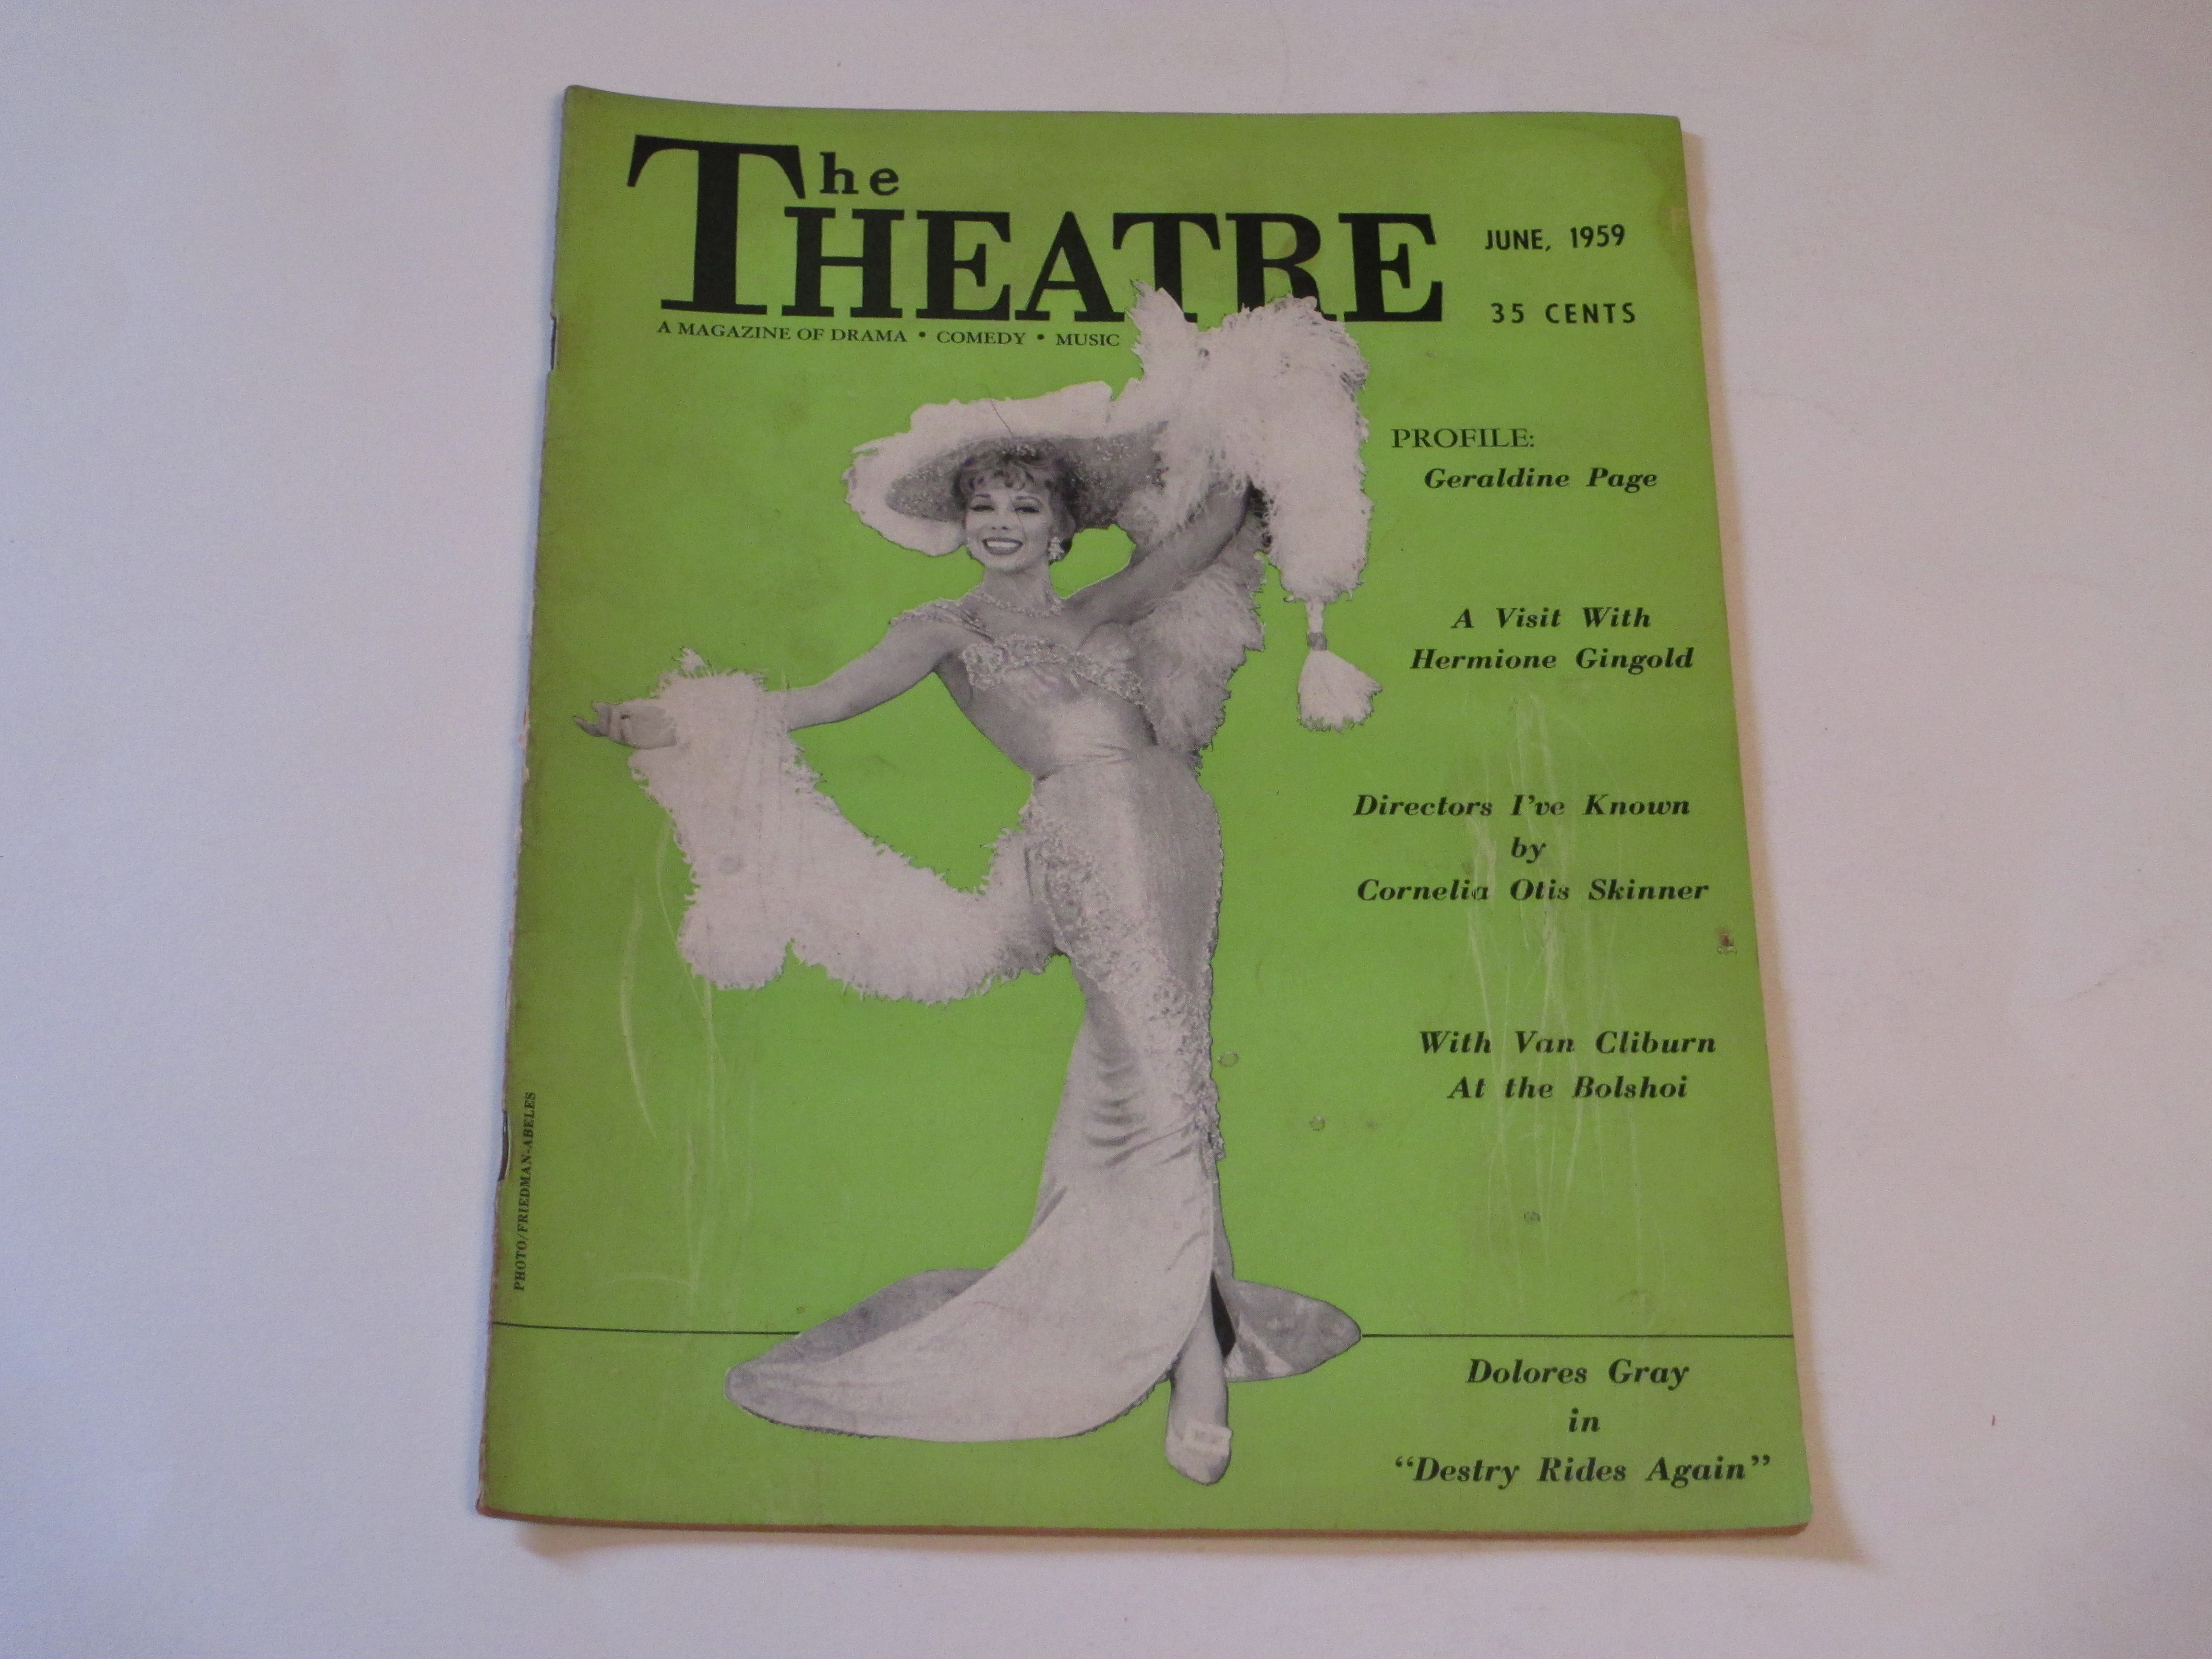 The
THEATRE
JUNE, 1959
35 CENTS
A MAGAZINE OF DRAMA • COMEDY • MUSIC
PROFILE:
Geraldine Page
A Visit With
Hermione Gingold
Directors I've Known
by
Cornelia Otis Skinner
With Van Cliburn
At the Bolshoi
PHOTO/FRIEDMAN-ABELES
Dolores Gray
in
“Destry Rides Again”